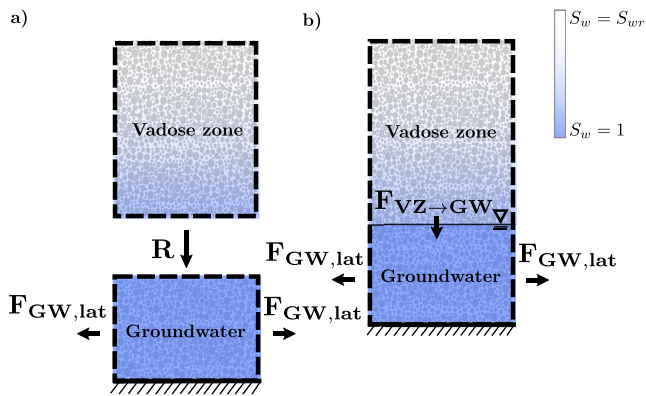 a)
Vadose zone
R
F_GW,lat
F_GW,lat
Groundwater
b)
Vadose zone
F_VZ→GW
F_GW,lat
F_GW,lat
Groundwater
S_w = S_wr
S_w = 1